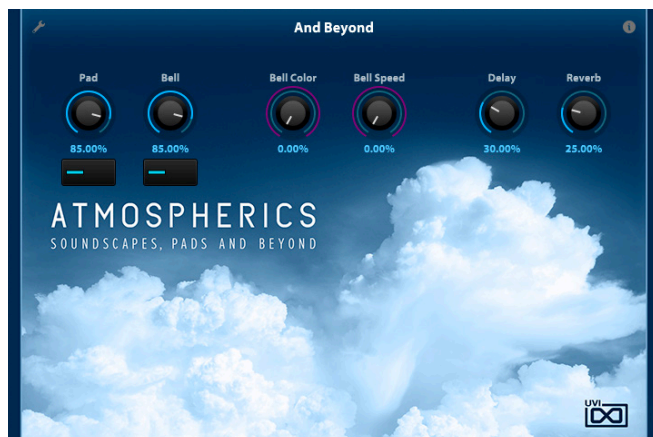 And Beyond
Pad Bell Bell Color Bell Speed Delay Reverb
85.00% 85.00% 0.00% 0.00% 30.00% 25.00%
ATMOSPHERICS
SOUNDSCAPES, PADS AND BEYOND
UVI